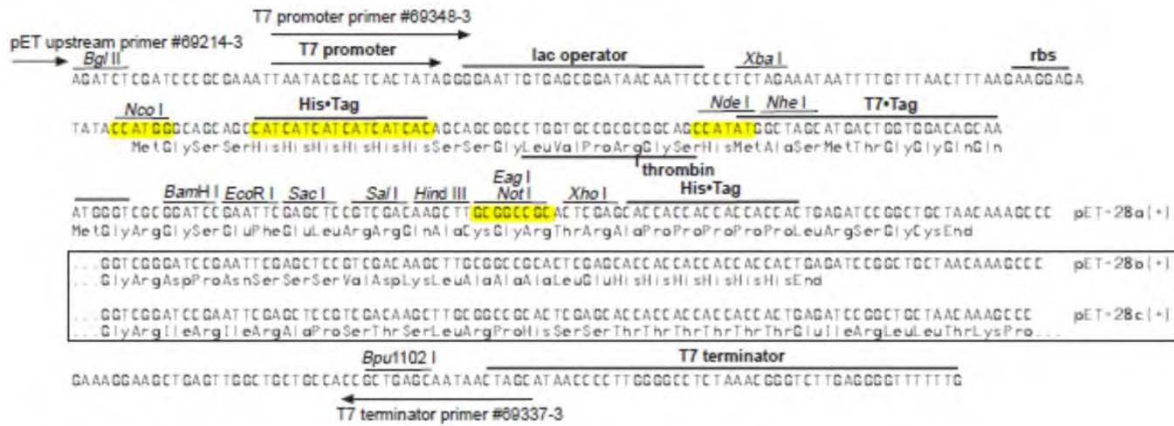 T7 promoter primer #69348-3
pET upstream primer #69214-3
Bgl II T7 promoter lac operator Xba I rbs
AGATCTCGATCCCGCGAAATTAATACGACTCACTATAGGGGAATTGTGAGCGGATAACAATTCCCCTCTAGAAATAATTTTGTTTAACTTTAAGAAGGAGA
Nco I His•Tag Nde I Nhe I T7•Tag
TATACCATGGGCAGCAGCCATCATCATCATCATCACAGCAGCGGCCTGGTGCCGCGCGGCAGCCATATGGCTAGCATGACTGGTGGACAGCAA
MetGlySerSerHisHisHisHisHisHisSerSerGlyLeuValProArgGlySerHisMetAlaSerMetThrGlyGlyGlnGln
thrombin
Eag I
BamH I EcoR I Sac I Sal I Hind III Not I Xho I His•Tag
ATGGGTCGCGGATCCGAATTCGAGCTCCGTCGACAAGCTTGCGGCCGCACTCGAGCACCACCACCACCACCACTGAGATCCGGCTGCTAACAAAGCCC pET-28a(+)
MetGlyArgGlySerGluPheGluLeuArgArgGlnAlaCysGlyArgThrArgAlaProProProProProLeuArgSerGlyCysEnd
...GGTCGGGATCCGAATTCGAGCTCCGTCGACAAGCTTGCGGCCGCACTCGAGCACCACCACCACCACCACTGAGATCCGGCTGCTAACAAAGCCC pET-28b(+)
...GlyArgAspProAsnSerSerSerValAspLysLeuAlaAlaAlaLeuGluHisHisHisHisHisHisEnd
...GGTCGGATCCGAATTCGAGCTCCGTCGACAAGCTTGCGGCCGCACTCGAGCACCACCACCACCACCACTGAGATCCGGCTGCTAACAAAGCCC pET-28c(+)
...GlyArgIleArgIleArgAlaProSerThrSerLeuArgProHisSerSerThrThrThrThrThrThrGluIleArgLeuLeuThrLysPro...
Bpu1102 I T7 terminator
GAAAGGAAGCTGAGTTGGCTGCTGCCACCGCTGAGCAATAACTAGCATAACCCCTTGGGGCCTCTAAACGGGTCTTGAGGGGTTTTTTG
T7 terminator primer #69337-3